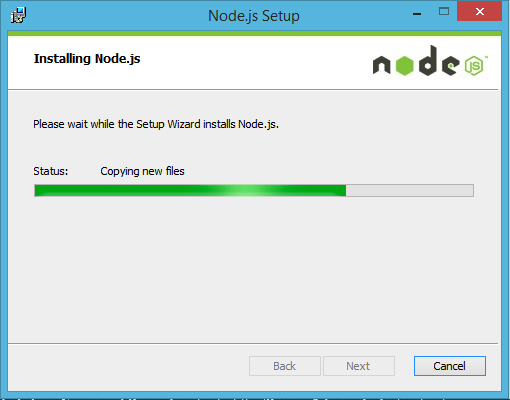 Node.js Setup
Installing Node.js
node
JS
Please wait while the Setup Wizard installs Node.js.
Status: Copying new files
Back Next Cancel